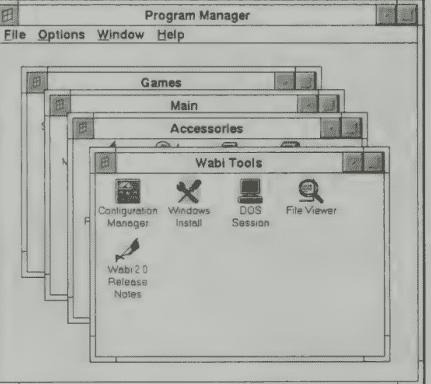 Program Manager
File Options Window Help
Games
Main
Accessories
Wabi Tools
Configuration Manager
Windows Install
DOS Session
File Viewer
Wabi 2.0 Release Notes